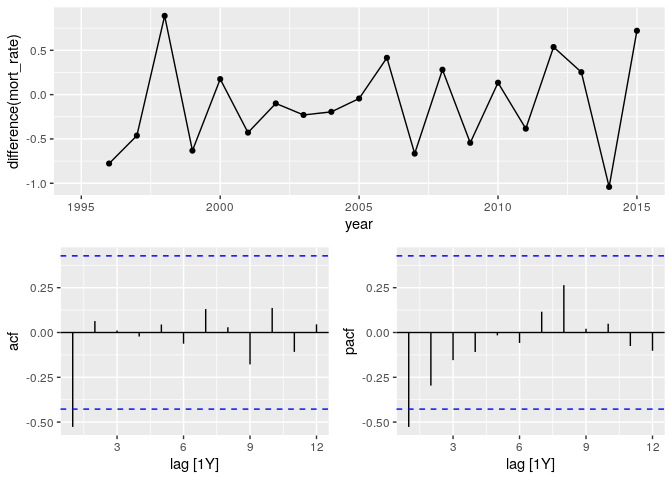 difference(mort_rate)
0.5
0.0
-0.5
-1.0
1995 2000 2005 2010 2015
year
acf
0.25
0.00
-0.25
-0.50
3 6 9 12
lag [1Y]
pacf
0.25
0.00
-0.25
-0.50
3 6 9 12
lag [1Y]